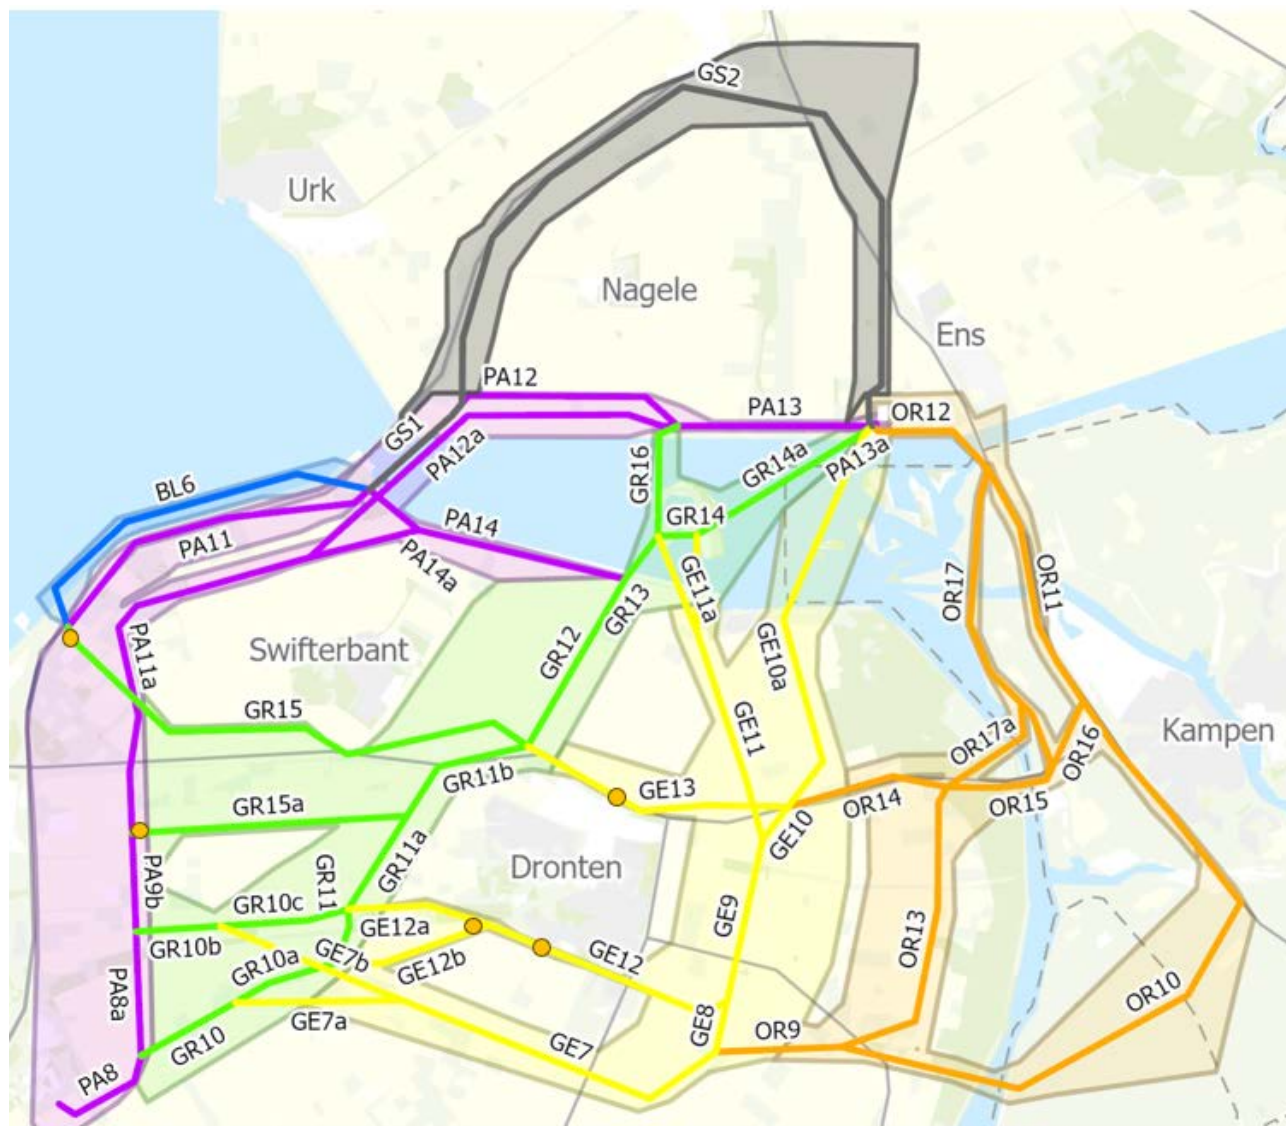 GS2
Urk
Nagele
Ens
PA12
PA13
OR12
GS1
PA12a
GR16
GR14a
PA13a
BL6
PA11
PA14
GR14
PA14a
GE11a
OR17
OR11
GR13
PA11a
Swifterbant
GR12
GE10a
GR15
GE11
OR17a
OR16
Kampen
GR11b
GE13
OR14
OR15
GR15a
GR11a
GE10
Dronten
PA9b
GR11
GR10c
GE12a
GE9
GR10b
GR10a
GE7b
GE12b
GE12
OR13
PA8a
GE7a
OR10
GR10
GE7
GE8
OR9
PA8